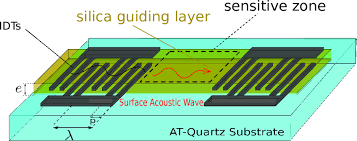 sensitive zone
silica guiding layer
IDTs
e
Surface Acoustic Wave
p
λ
AT-Quartz Substrate